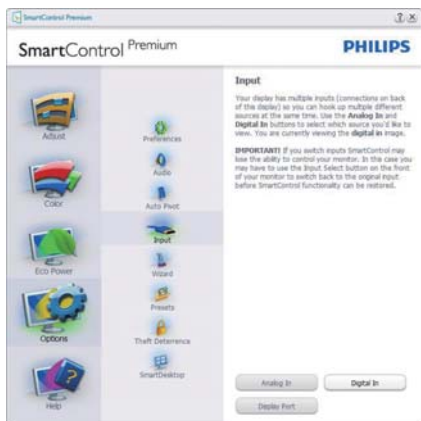 SmartControl Premium
SmartControl Premium
PHILIPS
Adjust
Color
Eco Power
Options
Help
Preferences
Audio
Auto Pivot
Input
Wizard
Presets
Theft Deterrence
SmartDesktop
Input
Your display has multiple inputs (connections on back
of the display) so you can hook up multiple different
sources at the same time. Use the Analog In and
Digital In buttons to select which source you'd like to
view. You are currently viewing the digital in image.
IMPORTANT! If you switch inputs SmartControl may
lose the ability to control your monitor. In the case you
may have to use the Input Select button on the front
of your monitor to switch back to the original input
before SmartControl functionality can be restored.
Analog In
Digital In
Display Port